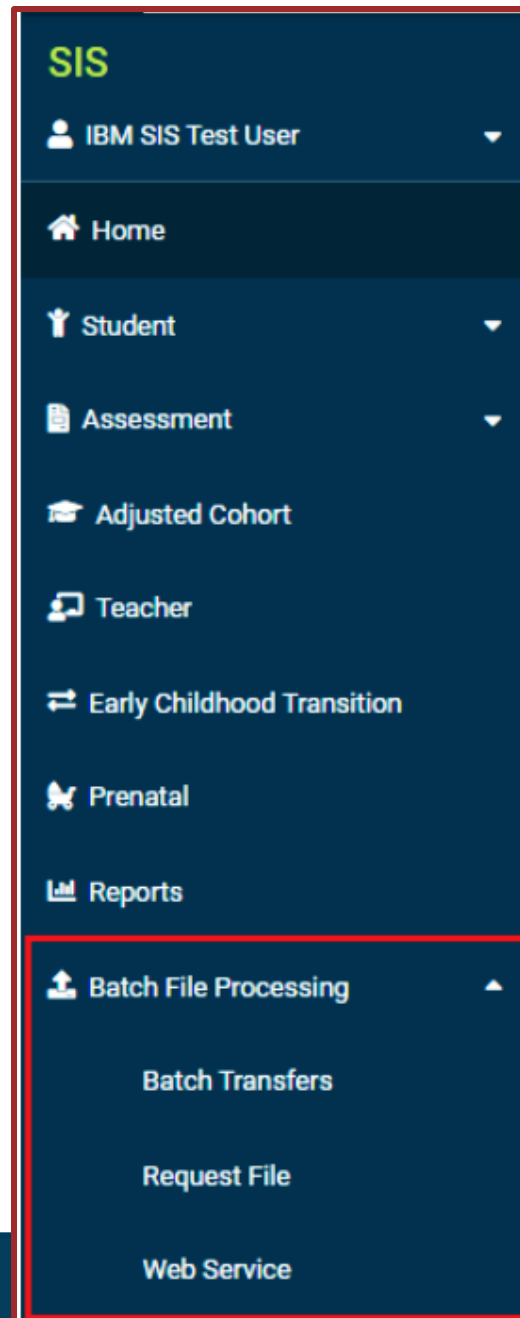 SIS
IBM SIS Test User
Home
Student
Assessment
Adjusted Cohort
Teacher
Early Childhood Transition
Prenatal
Reports
Batch File Processing
Batch Transfers
Request File
Web Service